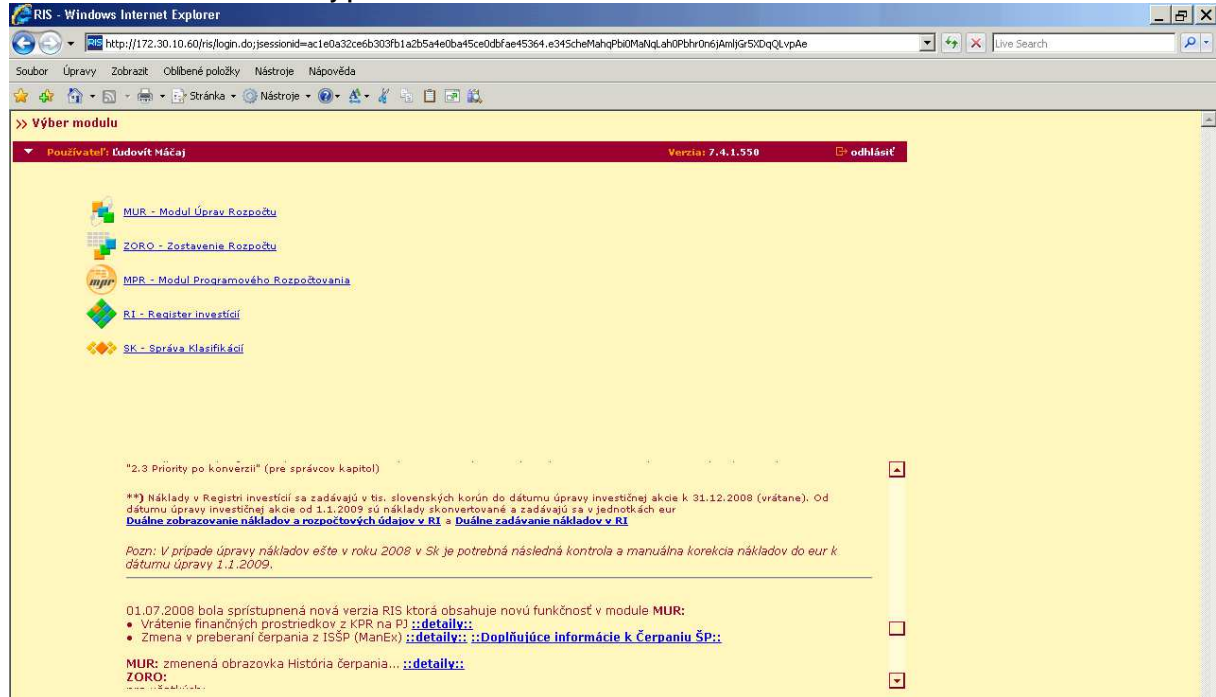 RIS - Windows Internet Explorer
http://172.30.10.60/ris/login.do;jsessionid=ac1e0a32ce6b303fb1a2b5a4e0ba45ce0dbfae45364.e34ScheMahqPbi0MaNqLah0Pbhr0n6jAmljGr5XDqQLvpAe
Live Search
Soubor Úpravy Zobrazit Oblíbené položky Nástroje Nápověda
Stránka Nástroje
>> Výber modulu
Používateľ: Ľudovít Máčaj Verzia: 7.4.1.550 odhlásiť
MUR - Modul Úprav Rozpočtu
ZORO - Zostavenie Rozpočtu
mpr MPR - Modul Programového Rozpočtovania
RI - Register investícií
SK - Správa Klasifikácií
"2.3 Priority po konverzii" (pre správcov kapitol)
**) Náklady v Registri investícií sa zadávajú v tis. slovenských korún do dátumu úpravy investičnej akcie k 31.12.2008 (vrátane). Od
dátumu úpravy investičnej akcie od 1.1.2009 sú náklady skonvertované a zadávajú sa v jednotkách eur
Duálne zobrazovanie nákladov a rozpočtových údajov v RI a Duálne zadávanie nákladov v RI
Pozn: V prípade úpravy nákladov ešte v roku 2008 v Sk je potrebná následná kontrola a manuálna korekcia nákladov do eur k
dátumu úpravy 1.1.2009.
01.07.2008 bola sprístupnená nová verzia RIS ktorá obsahuje novú funkčnosť v module MUR:
• Vrátenie finančných prostriedkov z KPR na PJ ::detaily::
• Zmena v preberaní čerpania z ISŠP (ManEx) ::detaily:: ::Doplňujúce informácie k Čerpaniu ŠP::
MUR: zmenená obrazovka História čerpania... ::detaily::
ZORO: